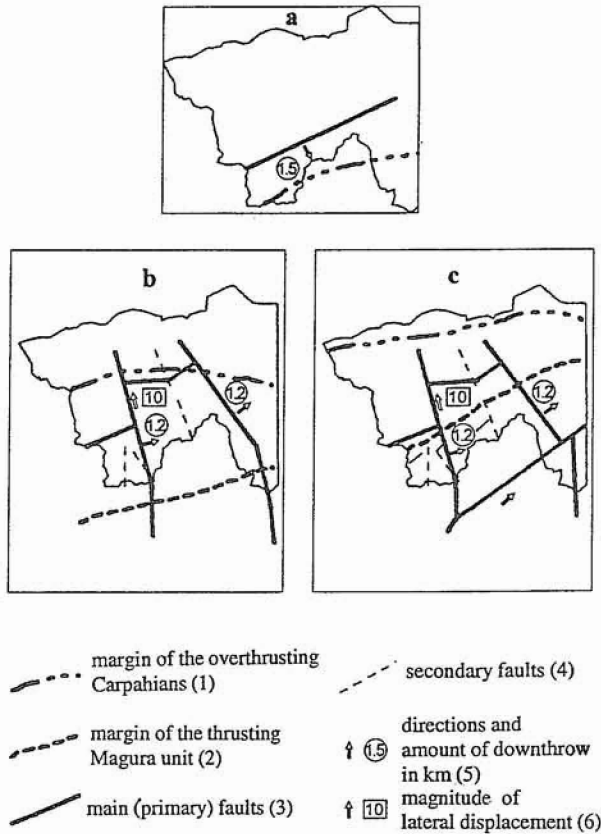 a
1.5
b
10
1.2
1.2
c
10
1.2
1.2
margin of the overthrusting
Carpahians (1)
margin of the thrusting
Magura unit (2)
main (primary) faults (3)
secondary faults (4)
1.5 directions and
amount of downthrow
in km (5)
10 magnitude of
lateral displacement (6)